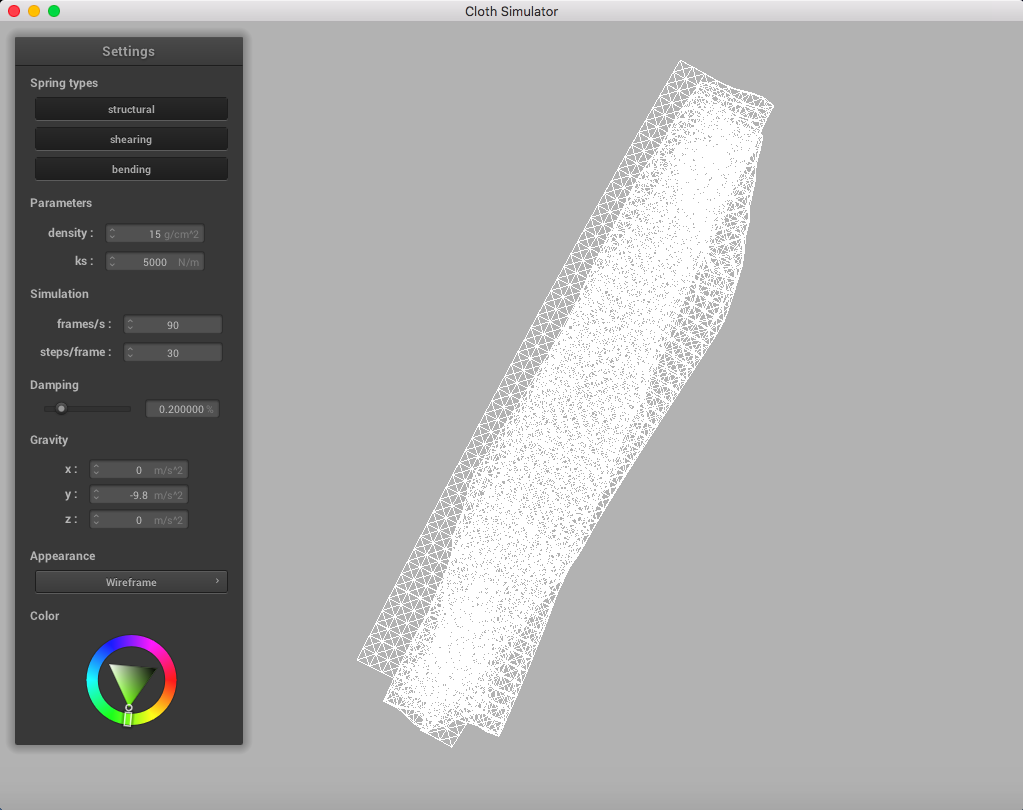 Cloth Simulator
Settings
Spring types
structural
shearing
bending
Parameters
density : 15 g/cm^2
ks : 5000 N/m
Simulation
frames/s : 90
steps/frame : 30
Damping
0.200000 %
Gravity
x : 0 m/s^2
y : -9.8 m/s^2
z : 0 m/s^2
Appearance
Wireframe
Color